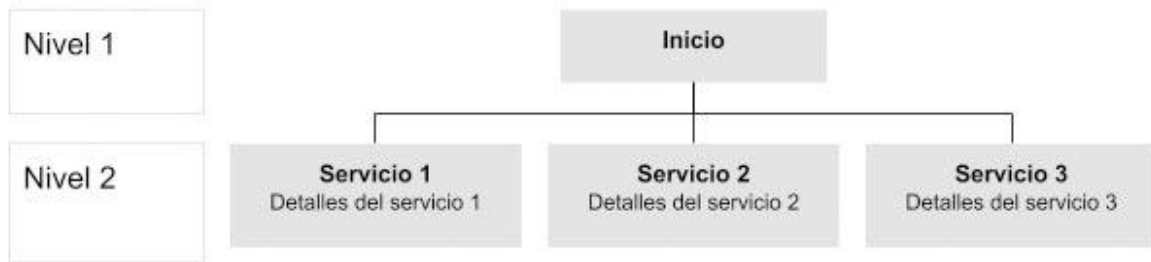 Nivel 1
Inicio
Nivel 2
Servicio 1
Detalles del servicio 1
Servicio 2
Detalles del servicio 2
Servicio 3
Detalles del servicio 3